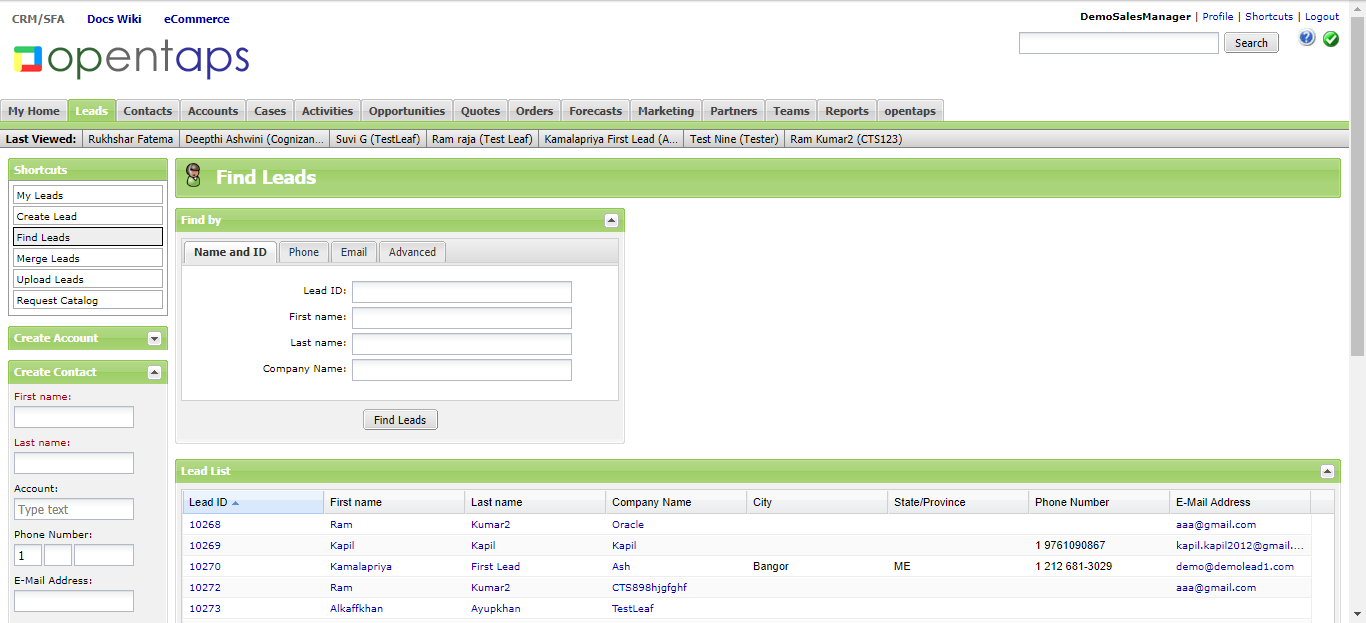 CRM/SFA Docs Wiki eCommerce
DemoSalesManager | Profile | Shortcuts | Logout
opentaps
Search
My Home Leads Contacts Accounts Cases Activities Opportunities Quotes Orders Forecasts Marketing Partners Teams Reports opentaps
Last Viewed: Rukhshar Fatema Deepthi Ashwini (Cognizan... Suvi G (TestLeaf) Ram raja (Test Leaf) Kamalapriya First Lead (A... Test Nine (Tester) Ram Kumar2 (CTS123)
Shortcuts
My Leads
Create Lead
Find Leads
Merge Leads
Upload Leads
Request Catalog
Create Account
Create Contact
First name:
Last name:
Account:
Type text
Phone Number:
1
E-Mail Address:
Find Leads
Find by
Name and ID Phone Email Advanced
Lead ID:
First name:
Last name:
Company Name:
Find Leads
Lead List
Lead ID First name Last name Company Name City State/Province Phone Number E-Mail Address
10268 Ram Kumar2 Oracle aaa@gmail.com
10269 Kapil Kapil Kapil 1 9761090867 kapil.kapil2012@gmail....
10270 Kamalapriya First Lead Ash Bangor ME 1 212 681-3029 demo@demolead1.com
10272 Ram Kumar2 CTS898hjgfghf aaa@gmail.com
10273 Alkaffkhan Ayupkhan TestLeaf